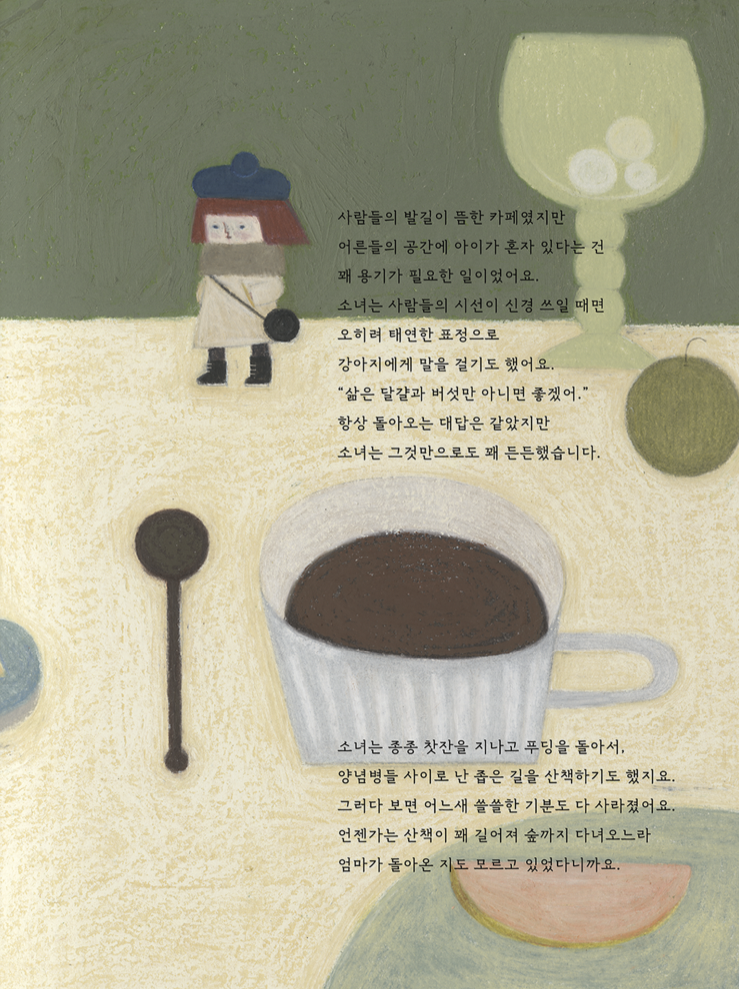 사람들의 발길이 뜸한 카페였지만
어른들의 공간에 아이가 혼자 있다는 건
꽤 용기가 필요한 일이었어요.
소녀는 사람들의 시선이 신경 쓰일 때면
오히려 태연한 표정으로
강아지에게 말을 걸기도 했어요.
“삶은 달걀과 버섯만 아니면 좋겠어.”
항상 돌아오는 대답은 같았지만
소녀는 그것만으로도 꽤 든든했습니다.
소녀는 종종 찻잔을 지나고 푸딩을 돌아서,
양념병들 사이로 난 좁은 길을 산책하기도 했지요.
그러다 보면 어느새 쓸쓸한 기분도 다 사라졌어요.
언젠가는 산책이 꽤 길어져 숲까지 다녀오느라
엄마가 돌아온 지도 모르고 있었다니까요.